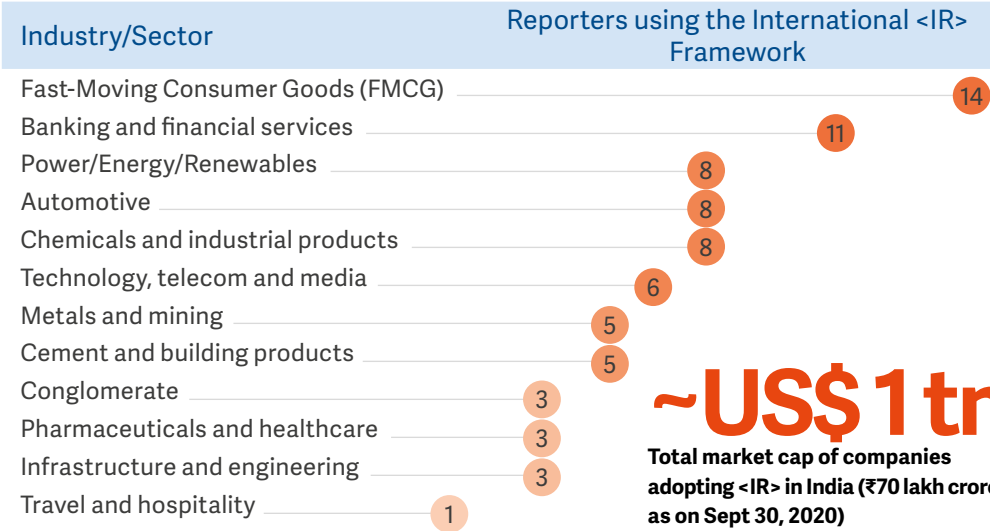 Industry/Sector
Reporters using the International <IR>
Framework
Fast-Moving Consumer Goods (FMCG) 14
Banking and financial services 11
Power/Energy/Renewables 8
Automotive 8
Chemicals and industrial products 8
Technology, telecom and media 6
Metals and mining 5
Cement and building products 5
Conglomerate 3
Pharmaceuticals and healthcare 3
Infrastructure and engineering 3
Travel and hospitality 1
~US$ 1 tn
Total market cap of companies
adopting <IR> in India (₹70 lakh crore
as on Sept 30, 2020)